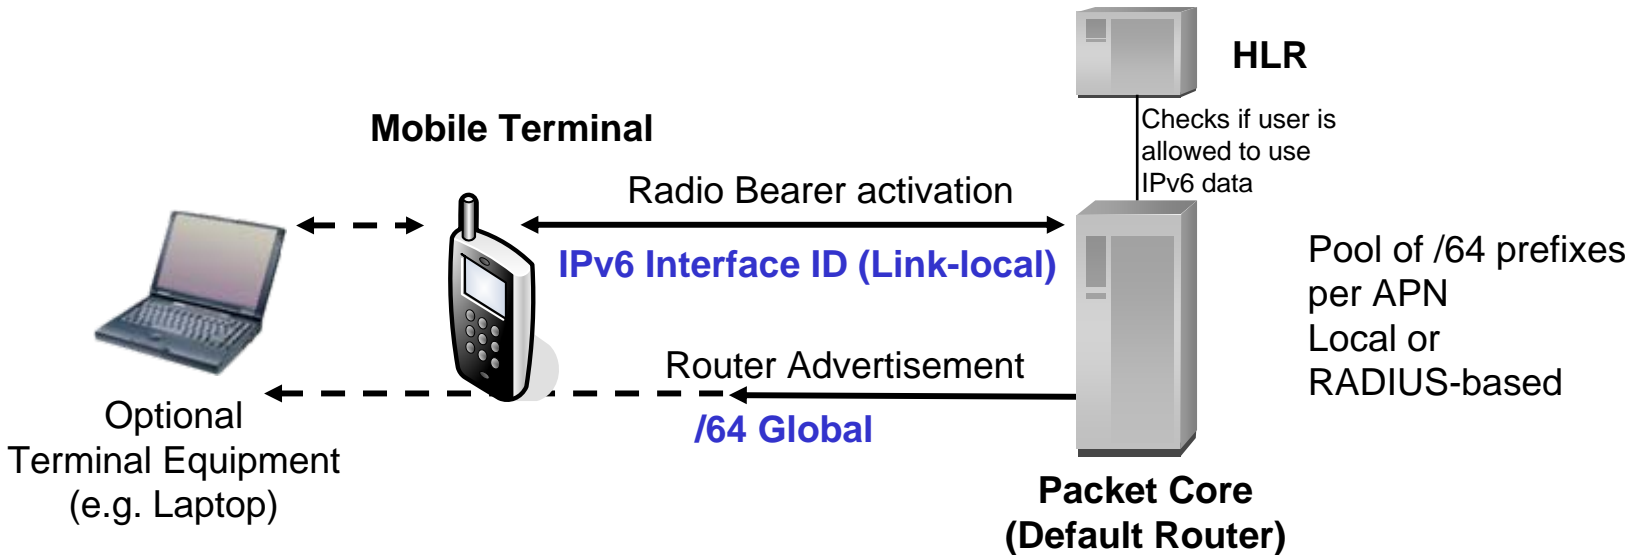 HLR
Checks if user is
allowed to use
IPv6 data
Mobile Terminal
Radio Bearer activation
IPv6 Interface ID (Link-local)
Pool of /64 prefixes
per APN
Local or
RADIUS-based
Router Advertisement
/64 Global
Optional
Terminal Equipment
(e.g. Laptop)
Packet Core
(Default Router)